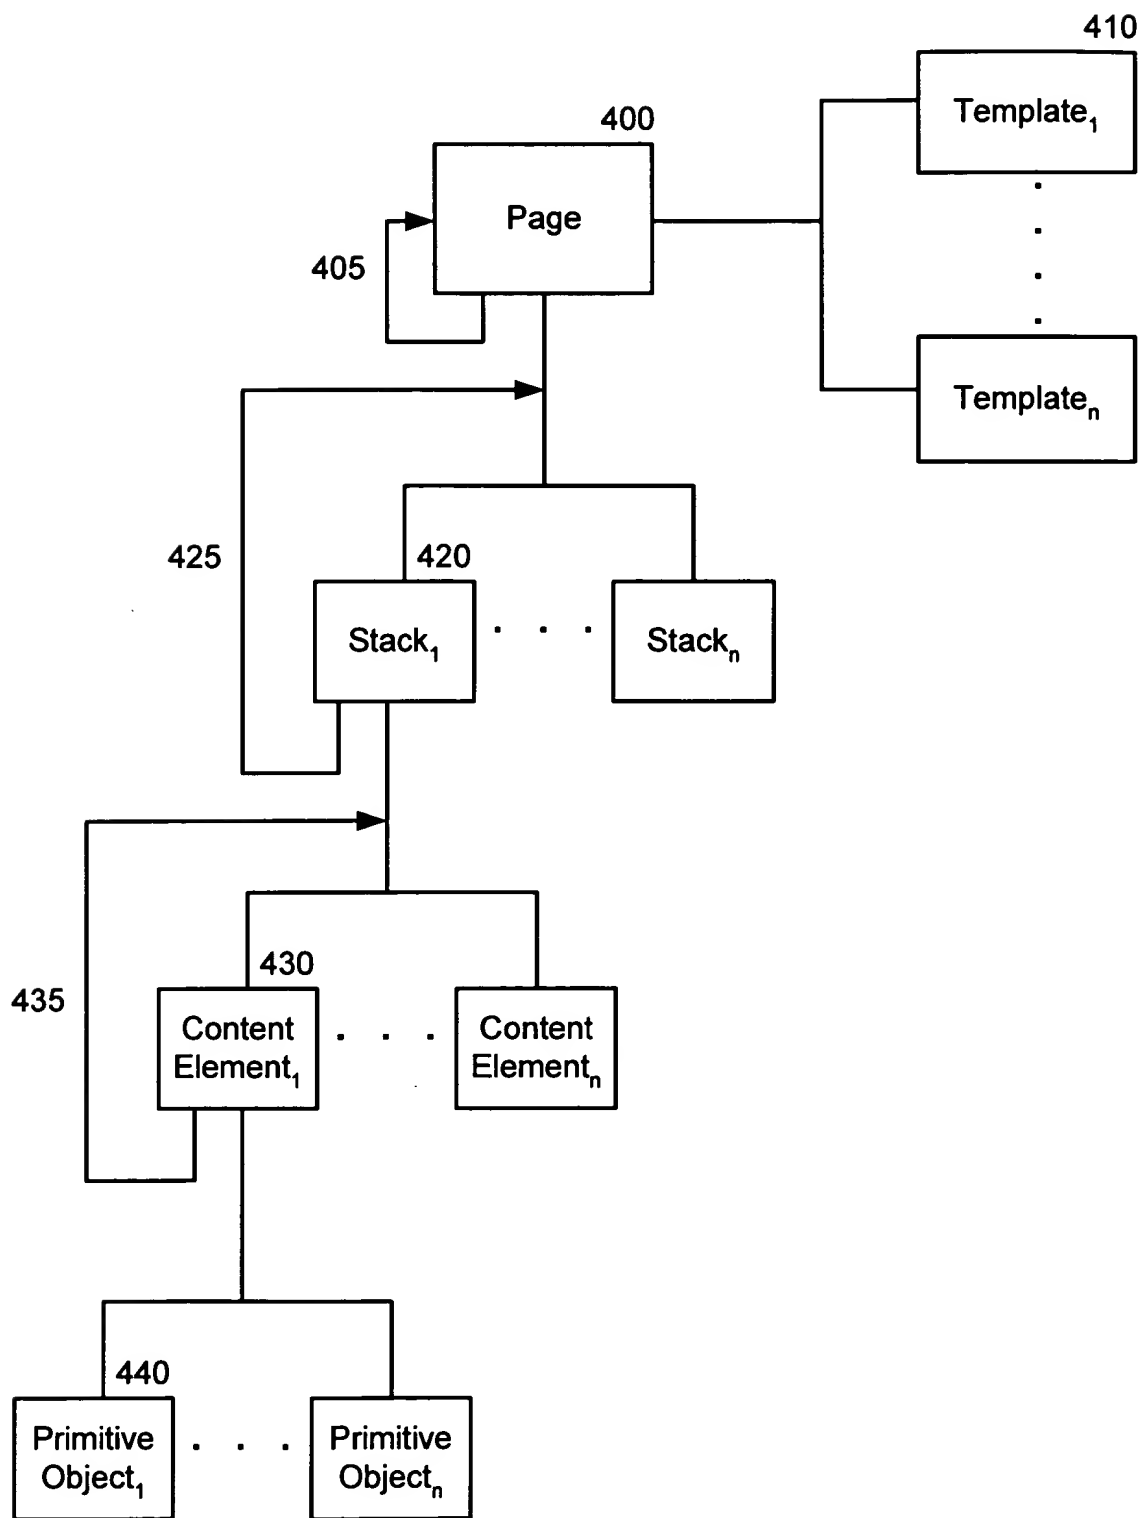 410
Template₁
400
Page
405
Templateₙ
425
420
Stack₁
Stackₙ
430
435
Content
Element₁
Content
Elementₙ
440
Primitive
Object₁
Primitive
Objectₙ